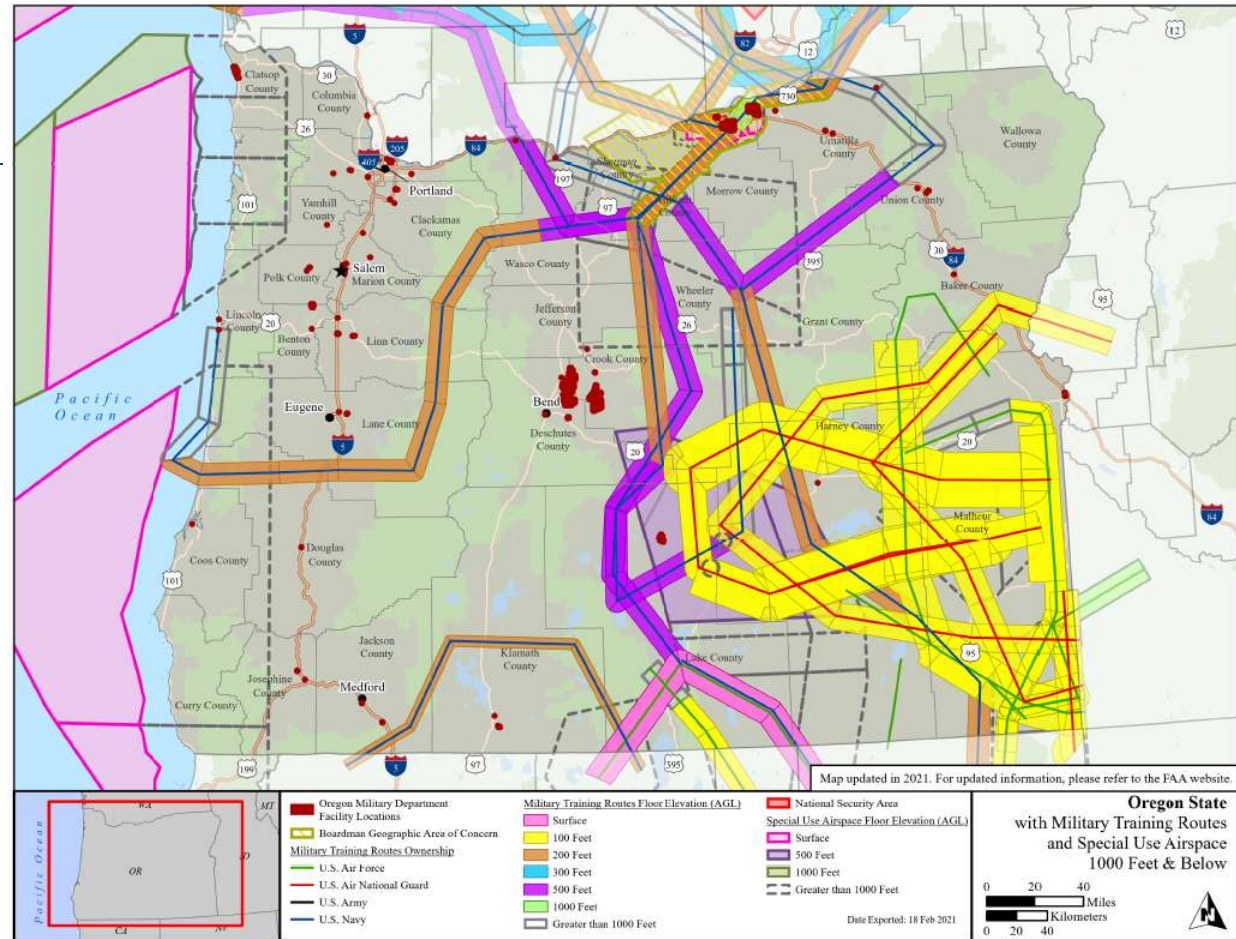 5
30
82
12
12
Clatsop
County
Columbia
County
730
Wallowa
County
26
205
405
84
Umatilla
County
Portland
Sherman
County
197
Morrow County
101
Yamhill
County
Clackamas
County
97
Union County
Wasco County
395
30
84
Salem
Marion County
Polk County
Baker County
Wheeler
County
95
Lincoln
County
20
Jefferson
County
26
Grant County
Benton
County
Linn County
Crook County
Pacific
Ocean
Bend
Eugene
Lane County
Deschutes
County
Harney County
5
20
20
84
Malheur
County
Douglas
County
Coos County
101
Jackson
County
Klamath
County
Lake County
95
Josephine
County
Medford
Curry County
199
5
97
395
Map updated in 2021. For updated information, please refer to the FAA website.
Pacific Ocean
WA
MT
OR
ID
CA
NV
Oregon Military Department
Facility Locations
Boardman Geographic Area of Concern
Military Training Routes Ownership
U.S. Air Force
U.S. Air National Guard
U.S. Army
U.S. Navy
Military Training Routes Floor Elevation (AGL)
Surface
100 Feet
200 Feet
300 Feet
500 Feet
1000 Feet
Greater than 1000 Feet
National Security Area
Special Use Airspace Floor Elevation (AGL)
Surface
500 Feet
1000 Feet
Greater than 1000 Feet
Date Exported: 18 Feb 2021
Oregon State
with Military Training Routes
and Special Use Airspace
1000 Feet & Below
0 20 40
Miles
Kilometers
0 20 40
N